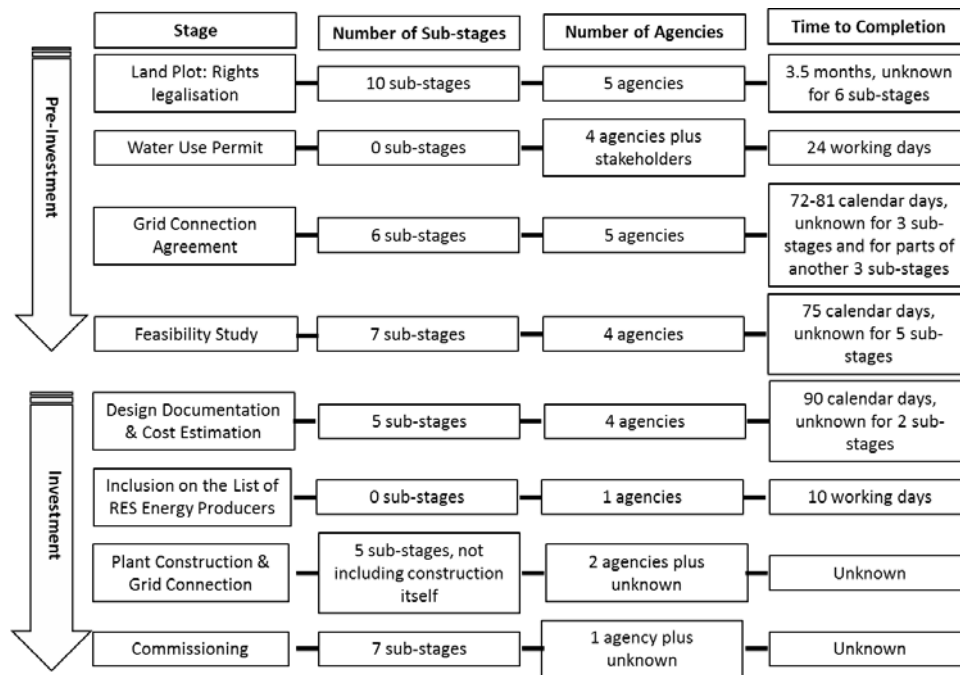 Stage
Number of Sub-stages
Number of Agencies
Time to Completion
Pre-Investment
Land Plot: Rights
legalisation
10 sub-stages
5 agencies
3.5 months, unknown
for 6 sub-stages
Water Use Permit
0 sub-stages
4 agencies plus
stakeholders
24 working days
Grid Connection
Agreement
6 sub-stages
5 agencies
72-81 calendar days,
unknown for 3 sub-
stages and for parts of
another 3 sub-stages
Feasibility Study
7 sub-stages
4 agencies
75 calendar days,
unknown for 5 sub-
stages
Investment
Design Documentation
& Cost Estimation
5 sub-stages
4 agencies
90 calendar days,
unknown for 2 sub-
stages
Inclusion on the List of
RES Energy Producers
0 sub-stages
1 agencies
10 working days
Plant Construction &
Grid Connection
5 sub-stages, not
including construction
itself
2 agencies plus
unknown
Unknown
Commissioning
7 sub-stages
1 agency plus
unknown
Unknown